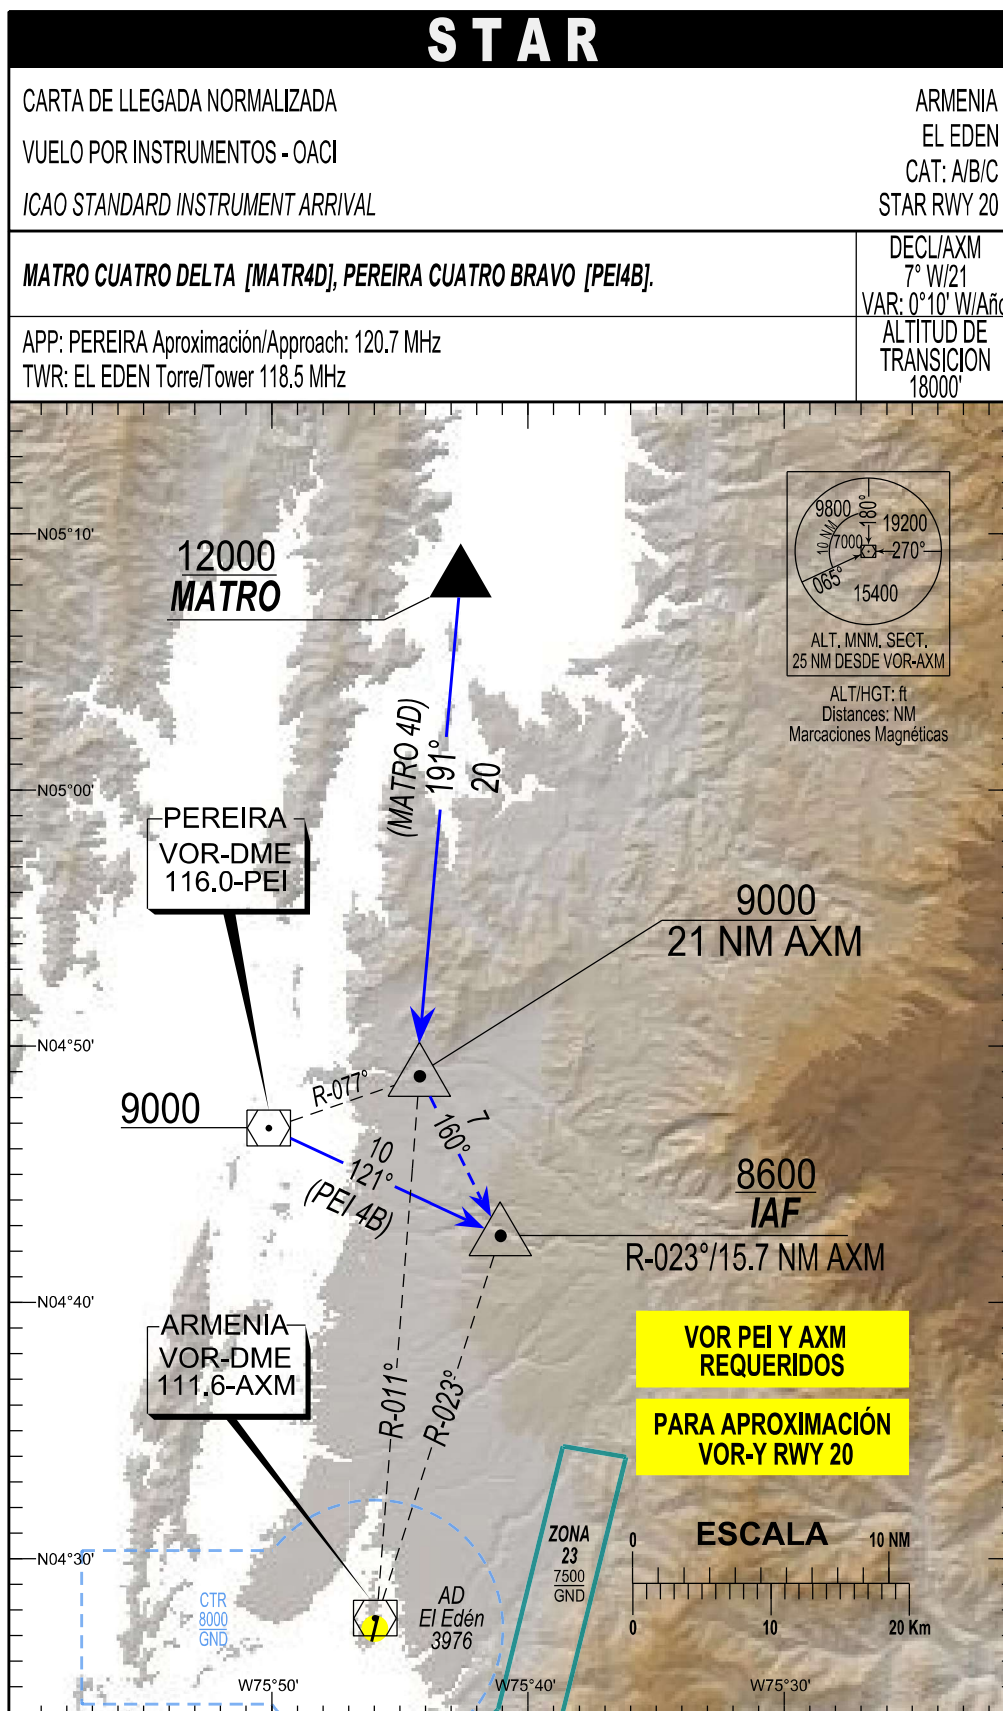 STAR
CARTA DE LLEGADA NORMALIZADA
VUELO POR INSTRUMENTOS - OACI
ICAO STANDARD INSTRUMENT ARRIVAL
ARMENIA
EL EDEN
CAT: A/B/C
STAR RWY 20
MATRO CUATRO DELTA [MATR4D], PEREIRA CUATRO BRAVO [PEI4B].
DECL/AXM
7° W/21
VAR: 0°10' W/Año
APP: PEREIRA Aproximación/Approach: 120.7 MHz
TWR: EL EDEN Torre/Tower 118.5 MHz
ALTITUD DE
TRANSICION
18000'
N05°10'
12000
MATRO
9800
180°
19200
10 NM
7000
270°
065°
15400
ALT. MNM. SECT.
25 NM DESDE VOR-AXM
ALT/HGT: ft
Distances: NM
Marcaciones Magnéticas
(MATRO 4D)
191°
20
N05°00'
PEREIRA
VOR-DME
116.0-PEI
9000
21 NM AXM
N04°50'
R-077°
9000
7
160°
10
121°
(PEI 4B)
8600
IAF
R-023°/15.7 NM AXM
N04°40'
ARMENIA
VOR-DME
111.6-AXM
R-011°
R-023°
VOR PEI Y AXM
REQUERIDOS
PARA APROXIMACIÓN
VOR-Y RWY 20
N04°30'
ZONA
23
7500
GND
0
ESCALA
10 NM
0
10
20 Km
CTR
8000
GND
AD
El Edén
3976
W75°50'
W75°40'
W75°30'